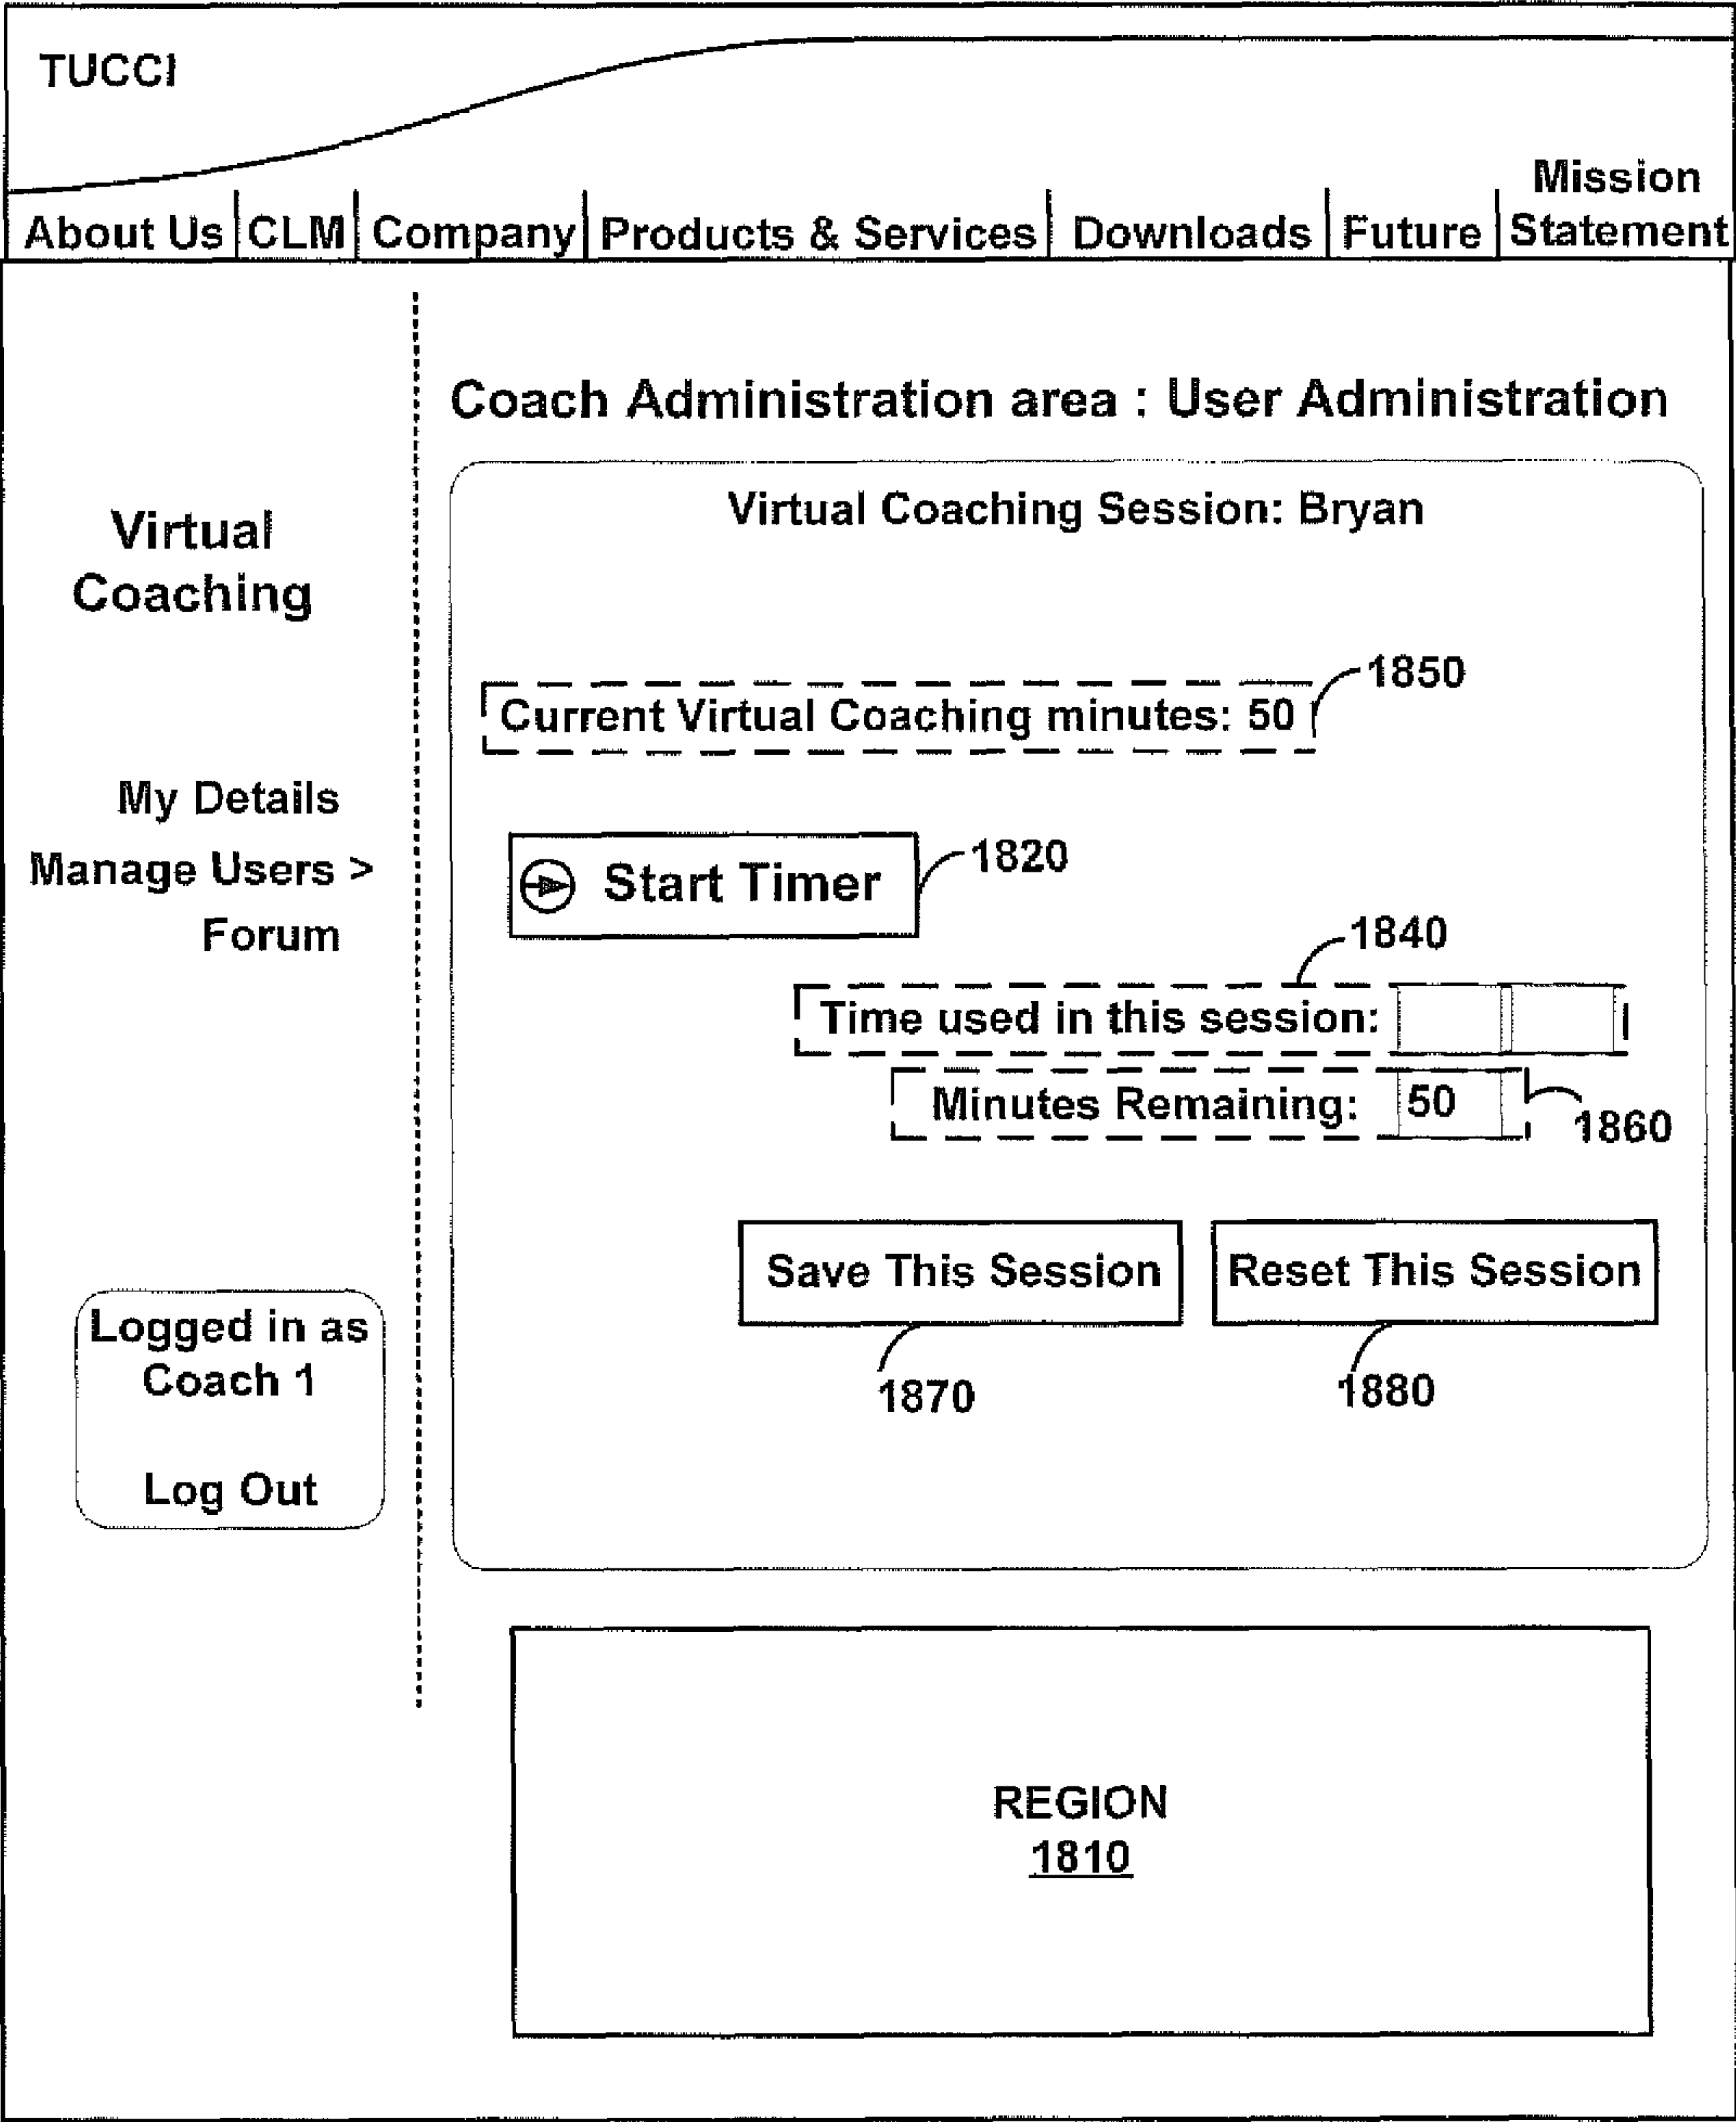 TUCCI
About Us CLM Company Products & Services Downloads Future Mission Statement
Coach Administration area : User Administration
Virtual
Coaching
My Details
Manage Users >
Forum
Logged in as
Coach 1
Log Out
Virtual Coaching Session: Bryan
1850
Current Virtual Coaching minutes: 50
Start Timer
1820
1840
Time used in this session:
Minutes Remaining: 50
1860
Save This Session
Reset This Session
1870
1880
REGION
1810